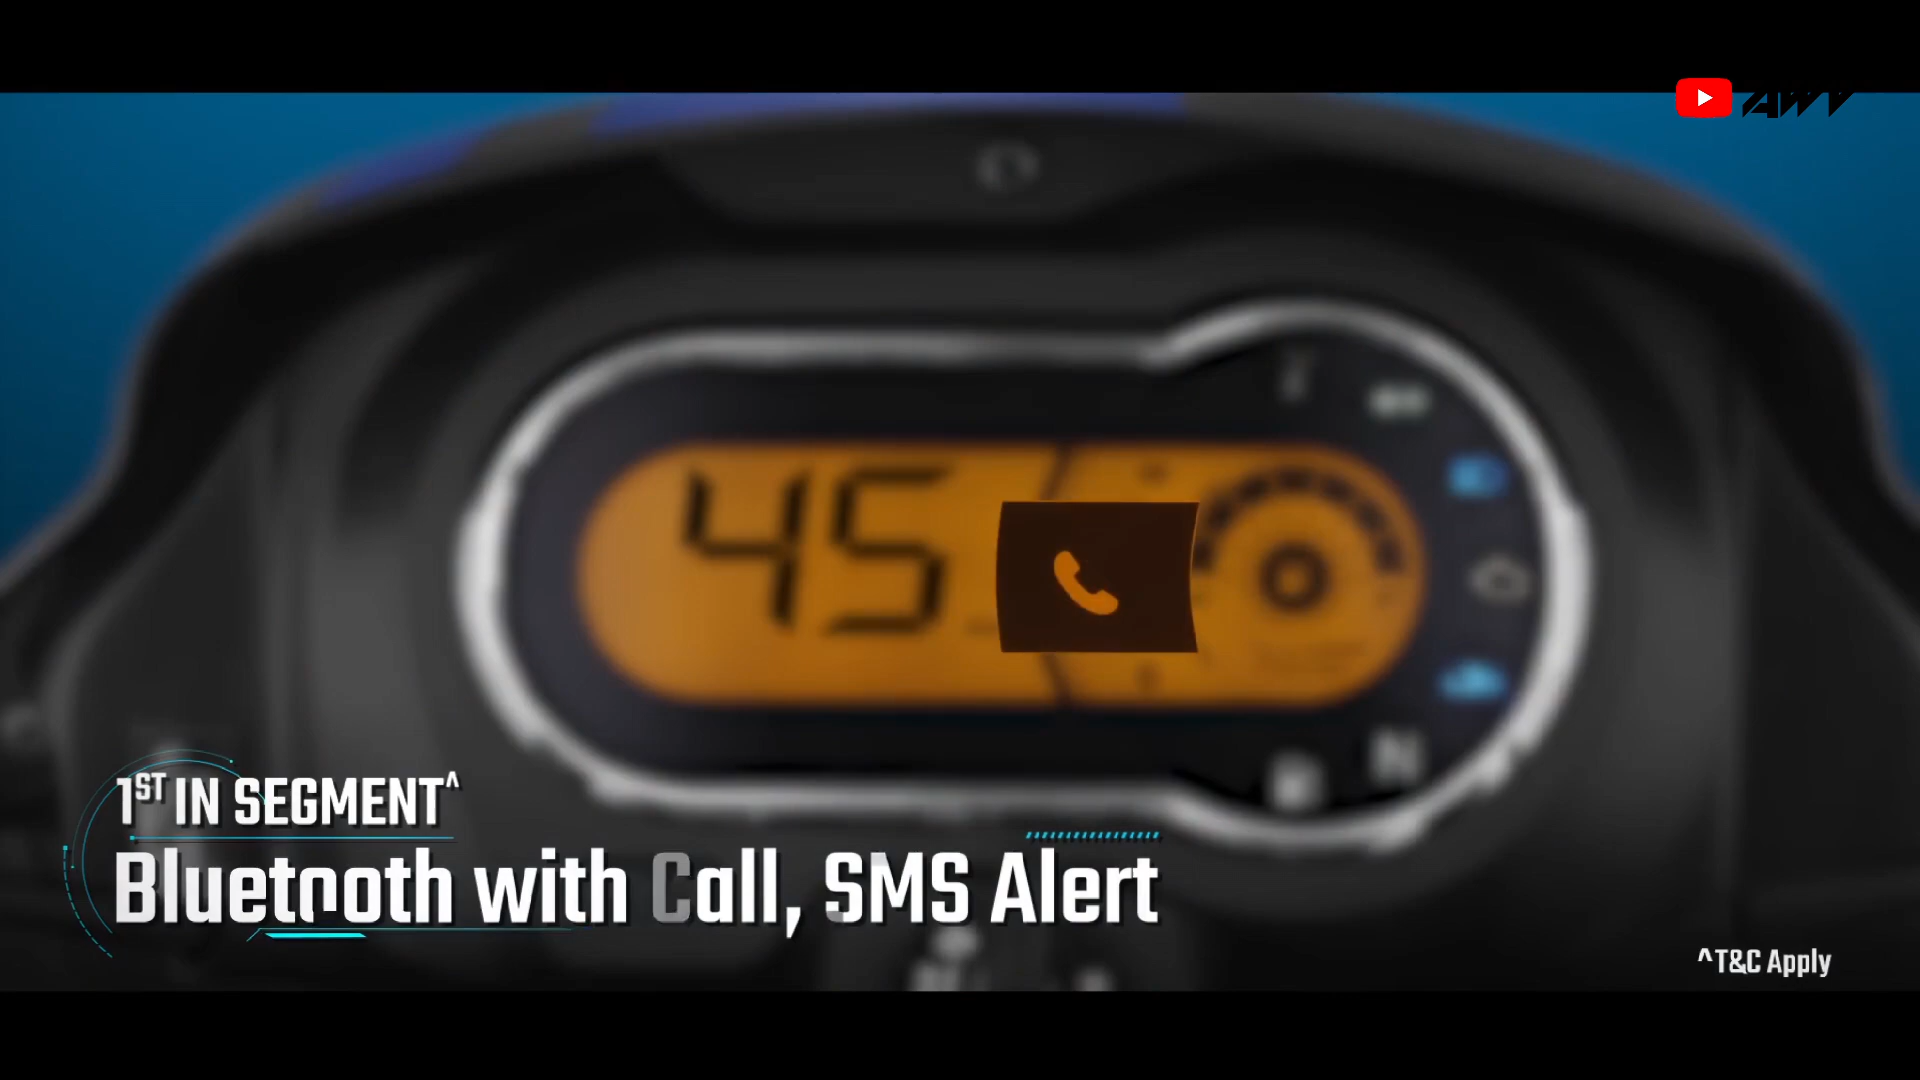 45
N
1ST IN SEGMENT^
Bluetooth with Call, SMS Alert
^T&C Apply